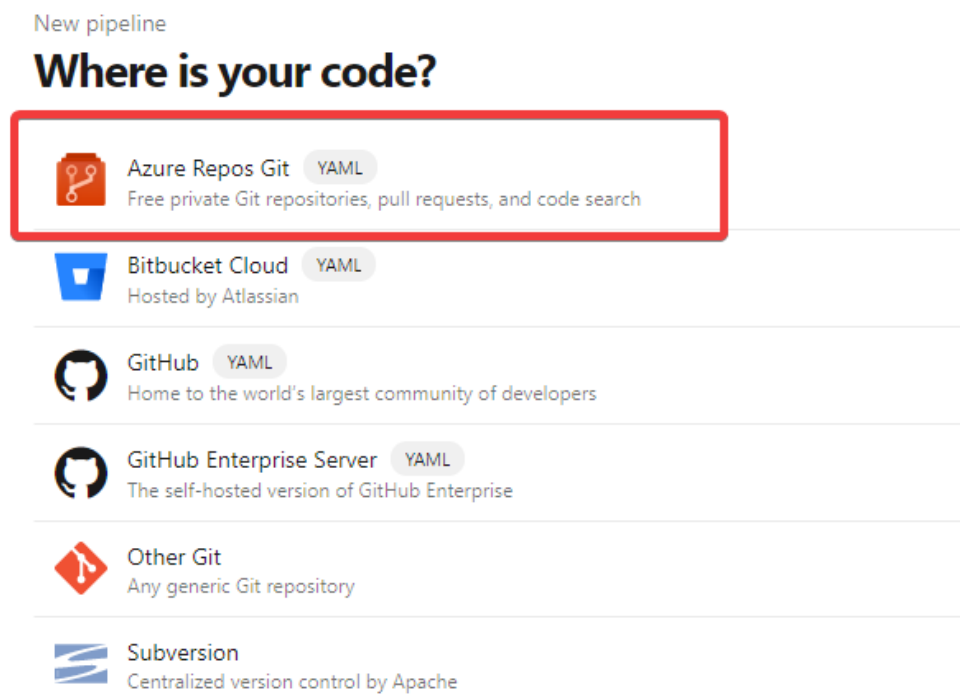 New pipeline
Where is your code?
Azure Repos Git YAML
Free private Git repositories, pull requests, and code search
Bitbucket Cloud YAML
Hosted by Atlassian
GitHub YAML
Home to the world's largest community of developers
GitHub Enterprise Server YAML
The self-hosted version of GitHub Enterprise
Other Git
Any generic Git repository
Subversion
Centralized version control by Apache